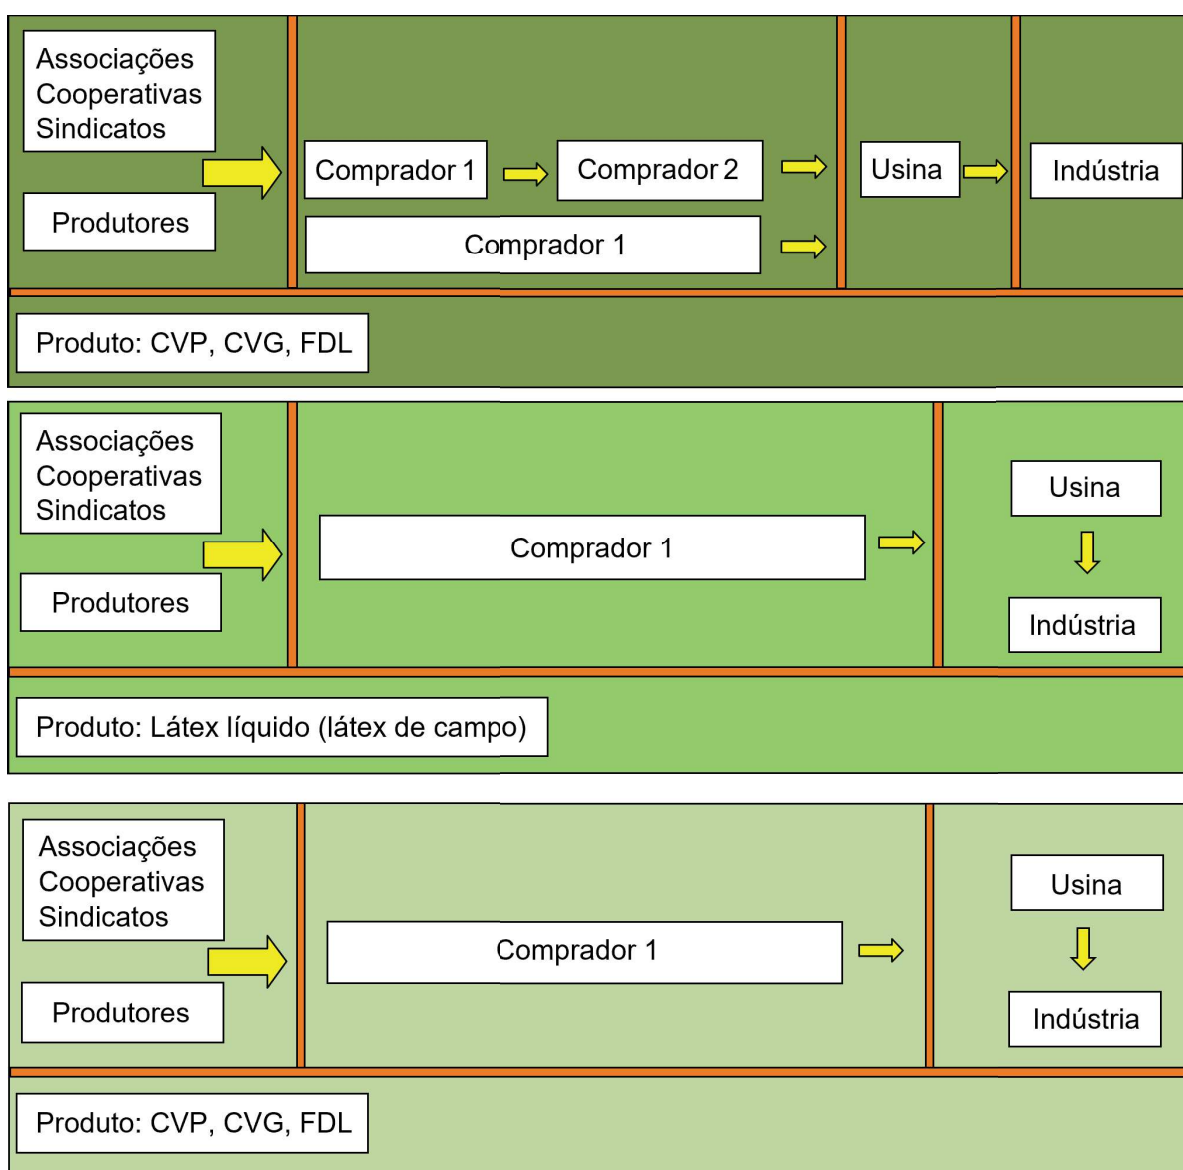 Associações
Cooperativas
Sindicatos
Produtores
Comprador 1
Comprador 2
Comprador 1
Usina
Indústria
Produto: CVP, CVG, FDL
Associações
Cooperativas
Sindicatos
Produtores
Comprador 1
Usina
Indústria
Produto: Látex líquido (látex de campo)
Associações
Cooperativas
Sindicatos
Produtores
Comprador 1
Usina
Indústria
Produto: CVP, CVG, FDL